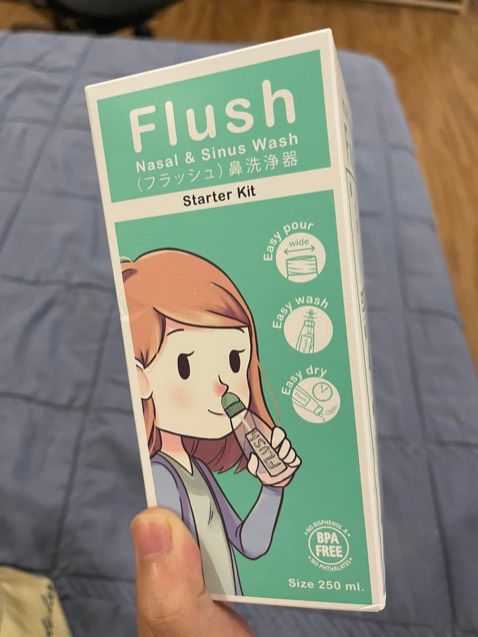 Flush
Nasal & Sinus Wash
(フラッシュ) 鼻洗浄器
Starter Kit
Easy pour
wide
Easy wash
Easy dry
Flush
FLUSH
NO BISPHENOL A
BPA
FREE
NO PHTHALATES
Size 250 ml.